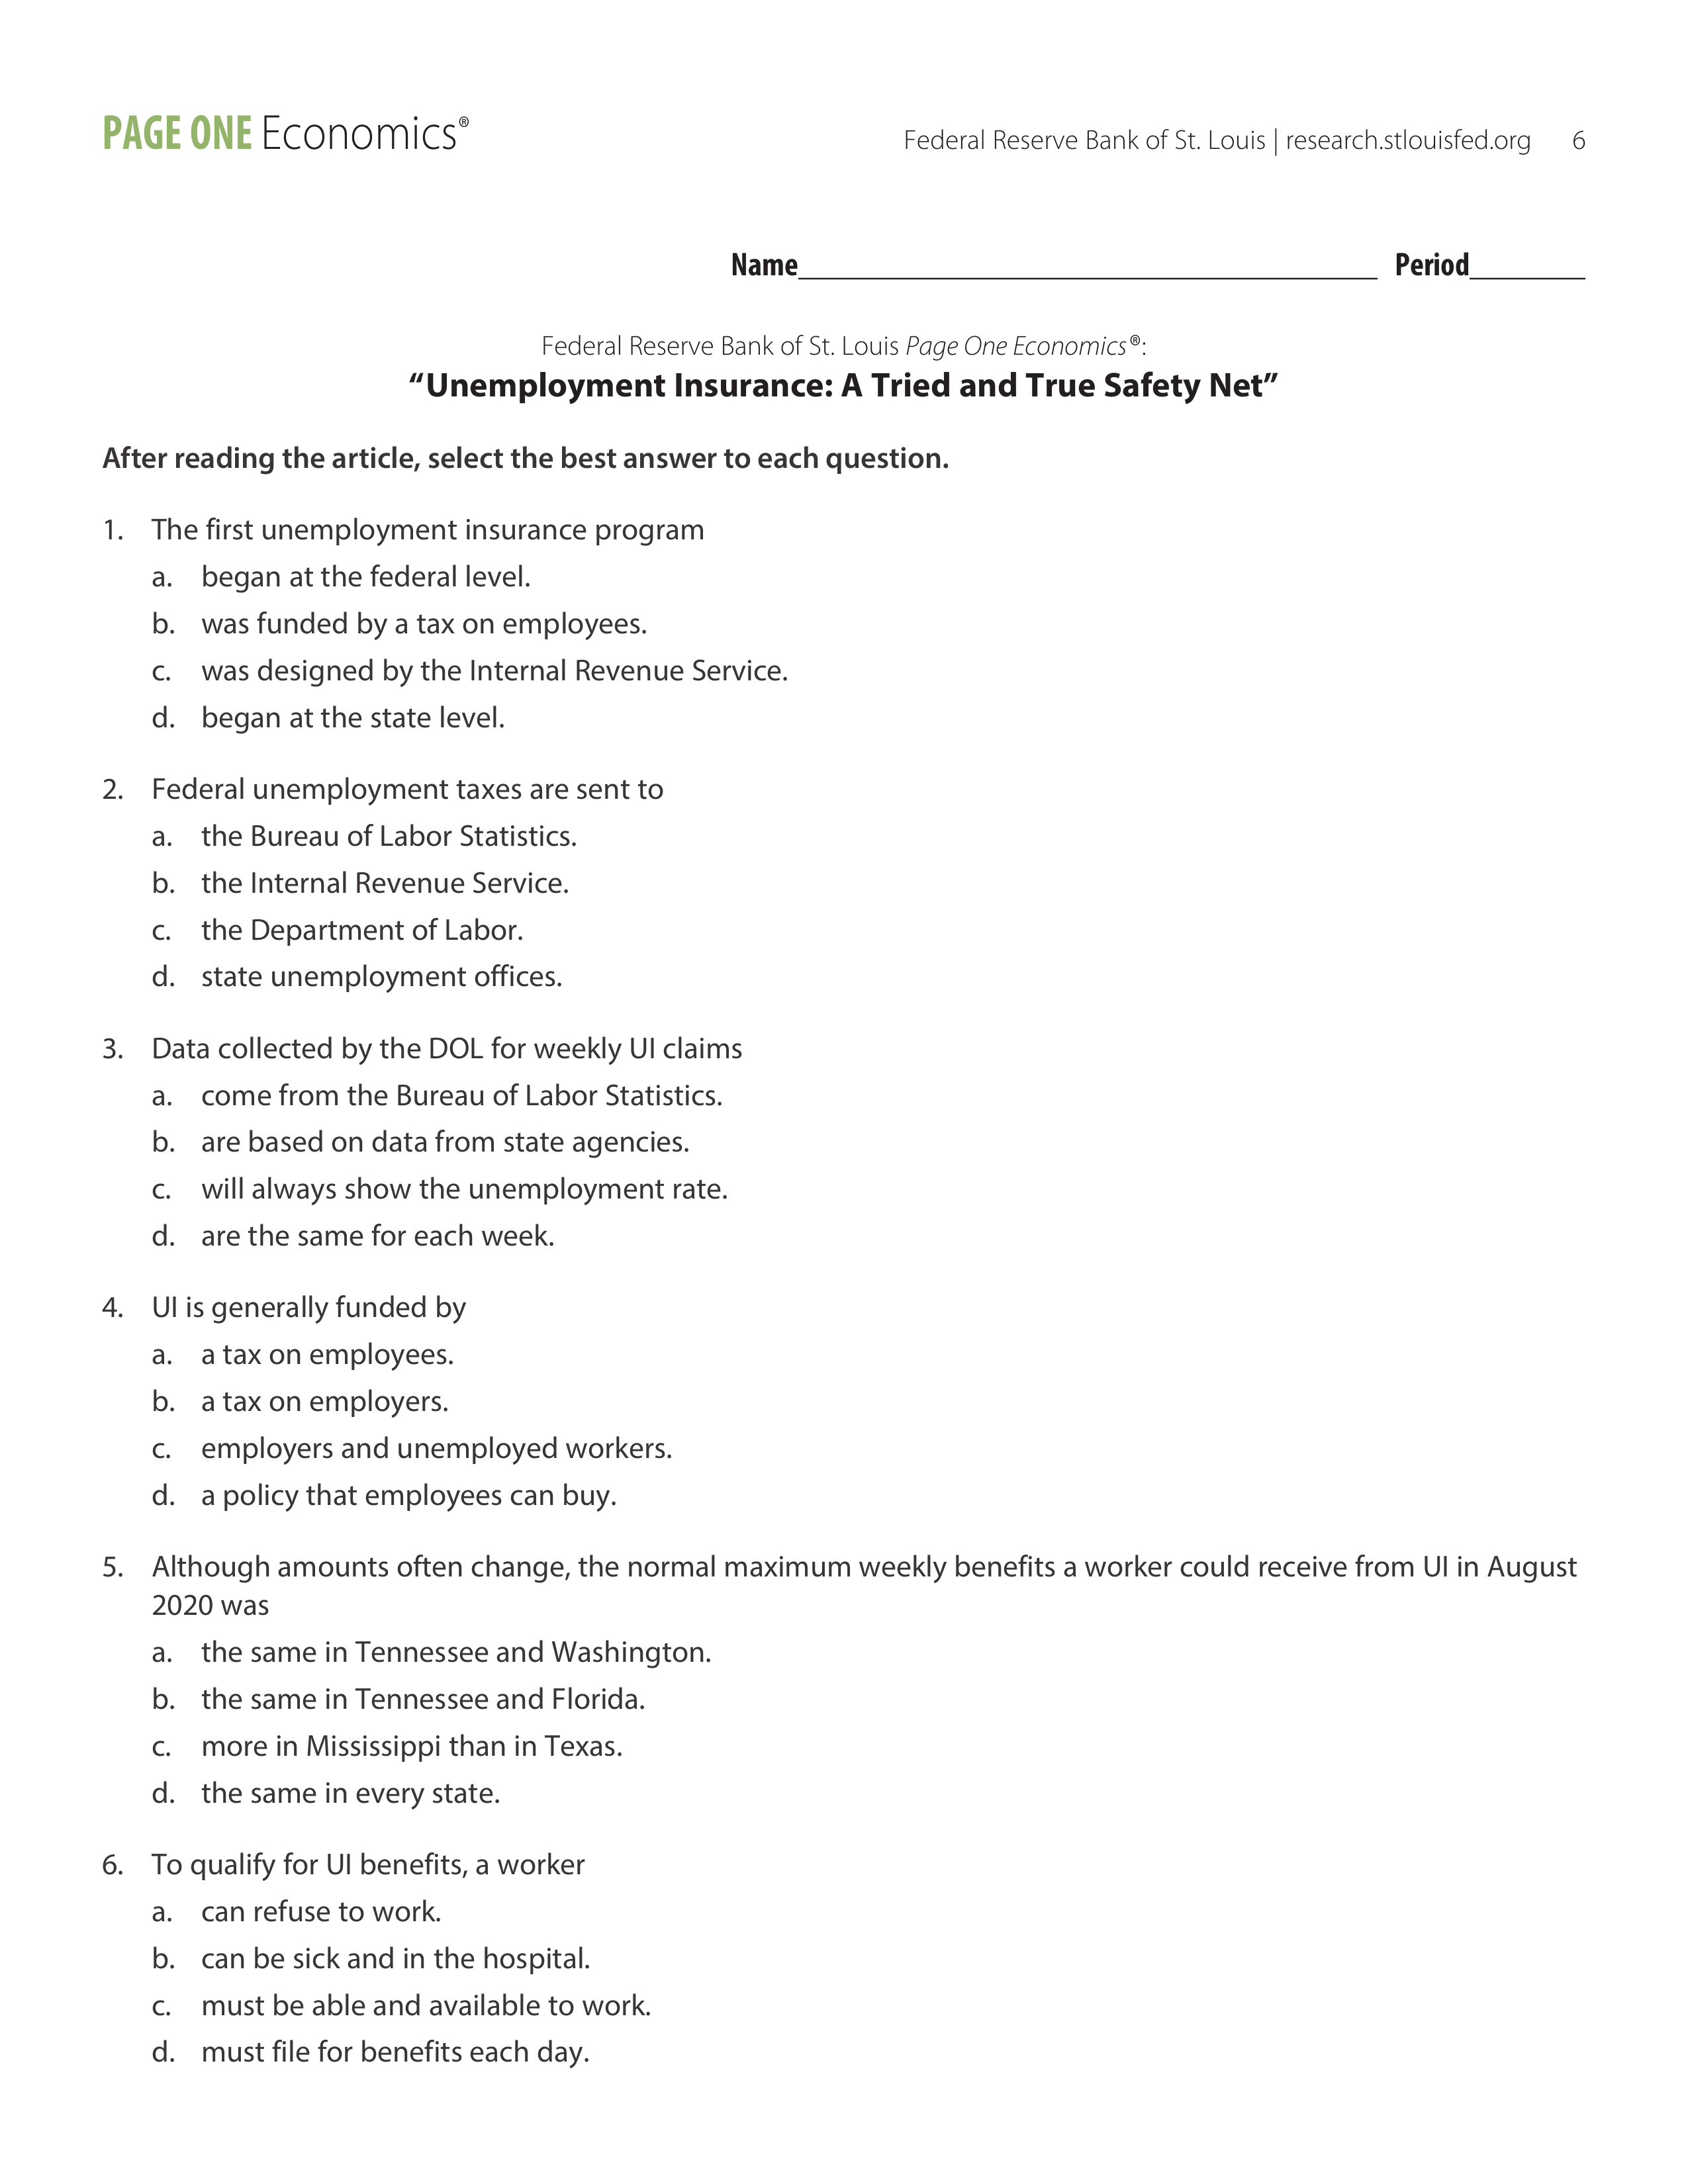 PAGE ONE Economics®
Federal Reserve Bank of St. Louis | research.stlouisfed.org 6
Name Period
Federal Reserve Bank of St. Louis Page One Economics®:
“Unemployment Insurance: A Tried and True Safety Net”
After reading the article, select the best answer to each question.
1. The first unemployment insurance program
a. began at the federal level.
b. was funded by a tax on employees.
c. was designed by the Internal Revenue Service.
d. began at the state level.
2. Federal unemployment taxes are sent to
a. the Bureau of Labor Statistics.
b. the Internal Revenue Service.
c. the Department of Labor.
d. state unemployment offices.
3. Data collected by the DOL for weekly UI claims
a. come from the Bureau of Labor Statistics.
b. are based on data from state agencies.
c. will always show the unemployment rate.
d. are the same for each week.
4. UI is generally funded by
a. a tax on employees.
b. a tax on employers.
c. employers and unemployed workers.
d. a policy that employees can buy.
5. Although amounts often change, the normal maximum weekly benefits a worker could receive from UI in August
2020 was
a. the same in Tennessee and Washington.
b. the same in Tennessee and Florida.
c. more in Mississippi than in Texas.
d. the same in every state.
6. To qualify for UI benefits, a worker
a. can refuse to work.
b. can be sick and in the hospital.
c. must be able and available to work.
d. must file for benefits each day.